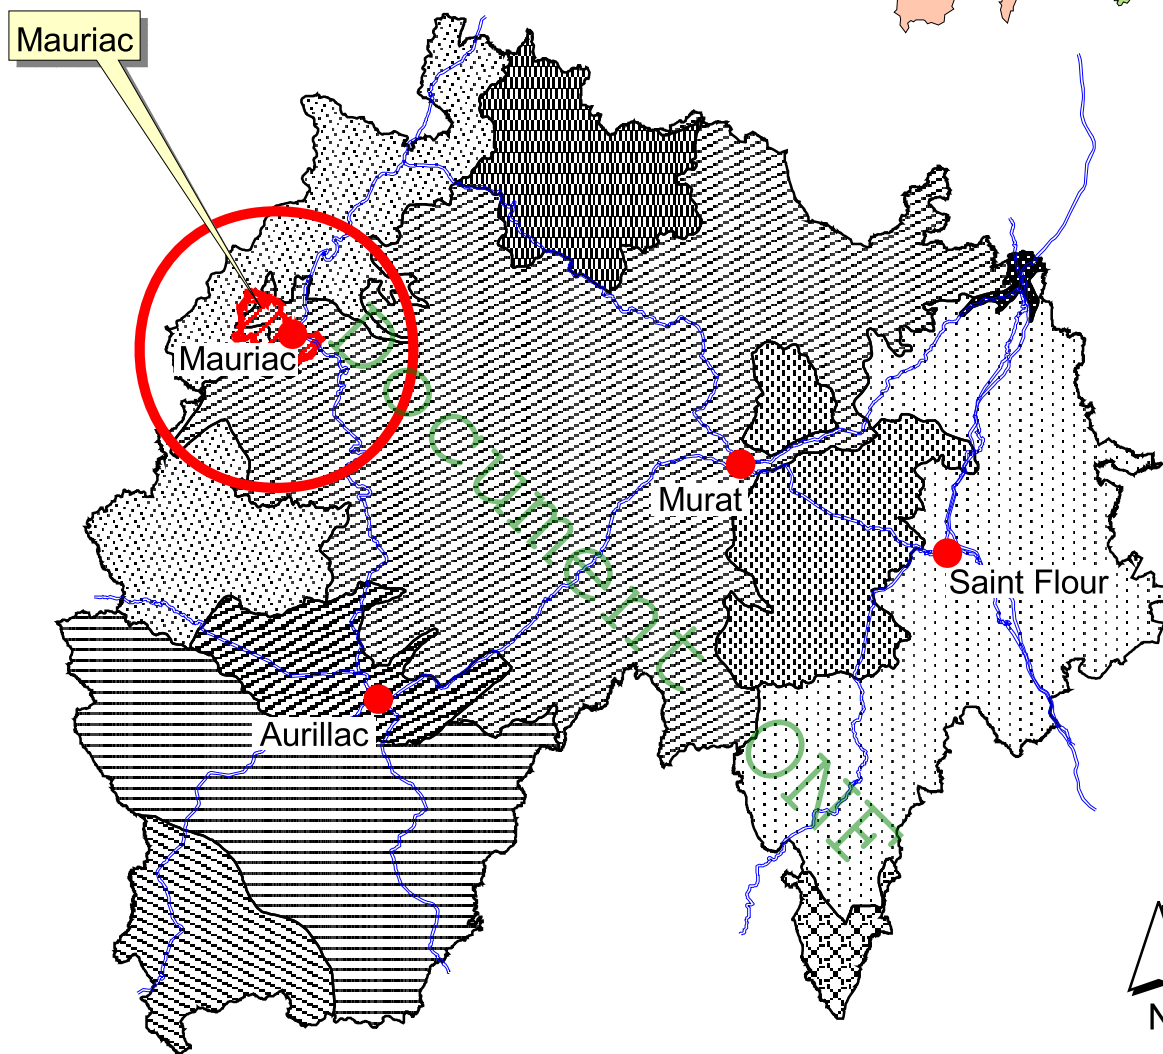 Mauriac
Mauriac
Murat
Saint Flour
Aurillac
Document ONF
N